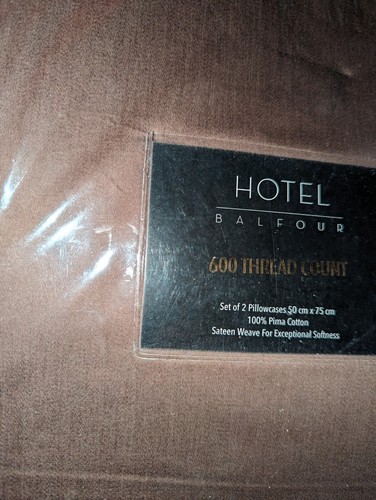 HOTEL
BALFOUR
600 THREAD COUNT
Set of 2 Pillowcases 50 cm x 75 cm
100% Pima Cotton
Sateen Weave For Exceptional Softness